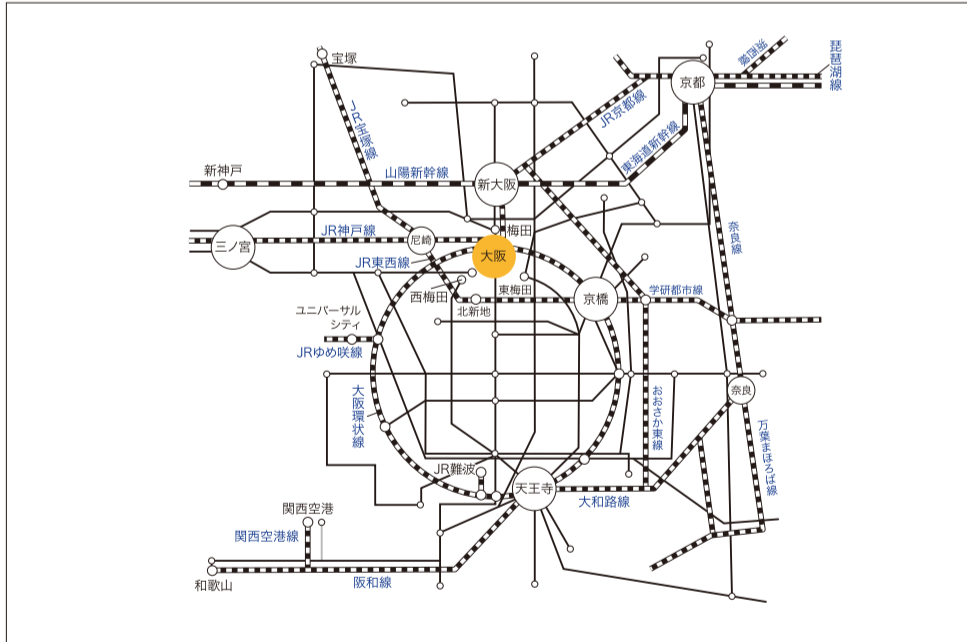 宝塚
JR宝塚線
京都
湖西線
琵琶湖線
JR京都線
東海道新幹線
新神戸
山陽新幹線
新大阪
三ノ宮
JR神戸線
尼崎
梅田
大阪
奈良線
JR東西線
西梅田
東梅田
北新地
京橋
学研都市線
ユニバーサル
シティ
JRゆめ咲線
大阪環状線
おおさか東線
奈良
万葉まほろば線
JR難波
天王寺
大和路線
関西空港
関西空港線
和歌山
阪和線